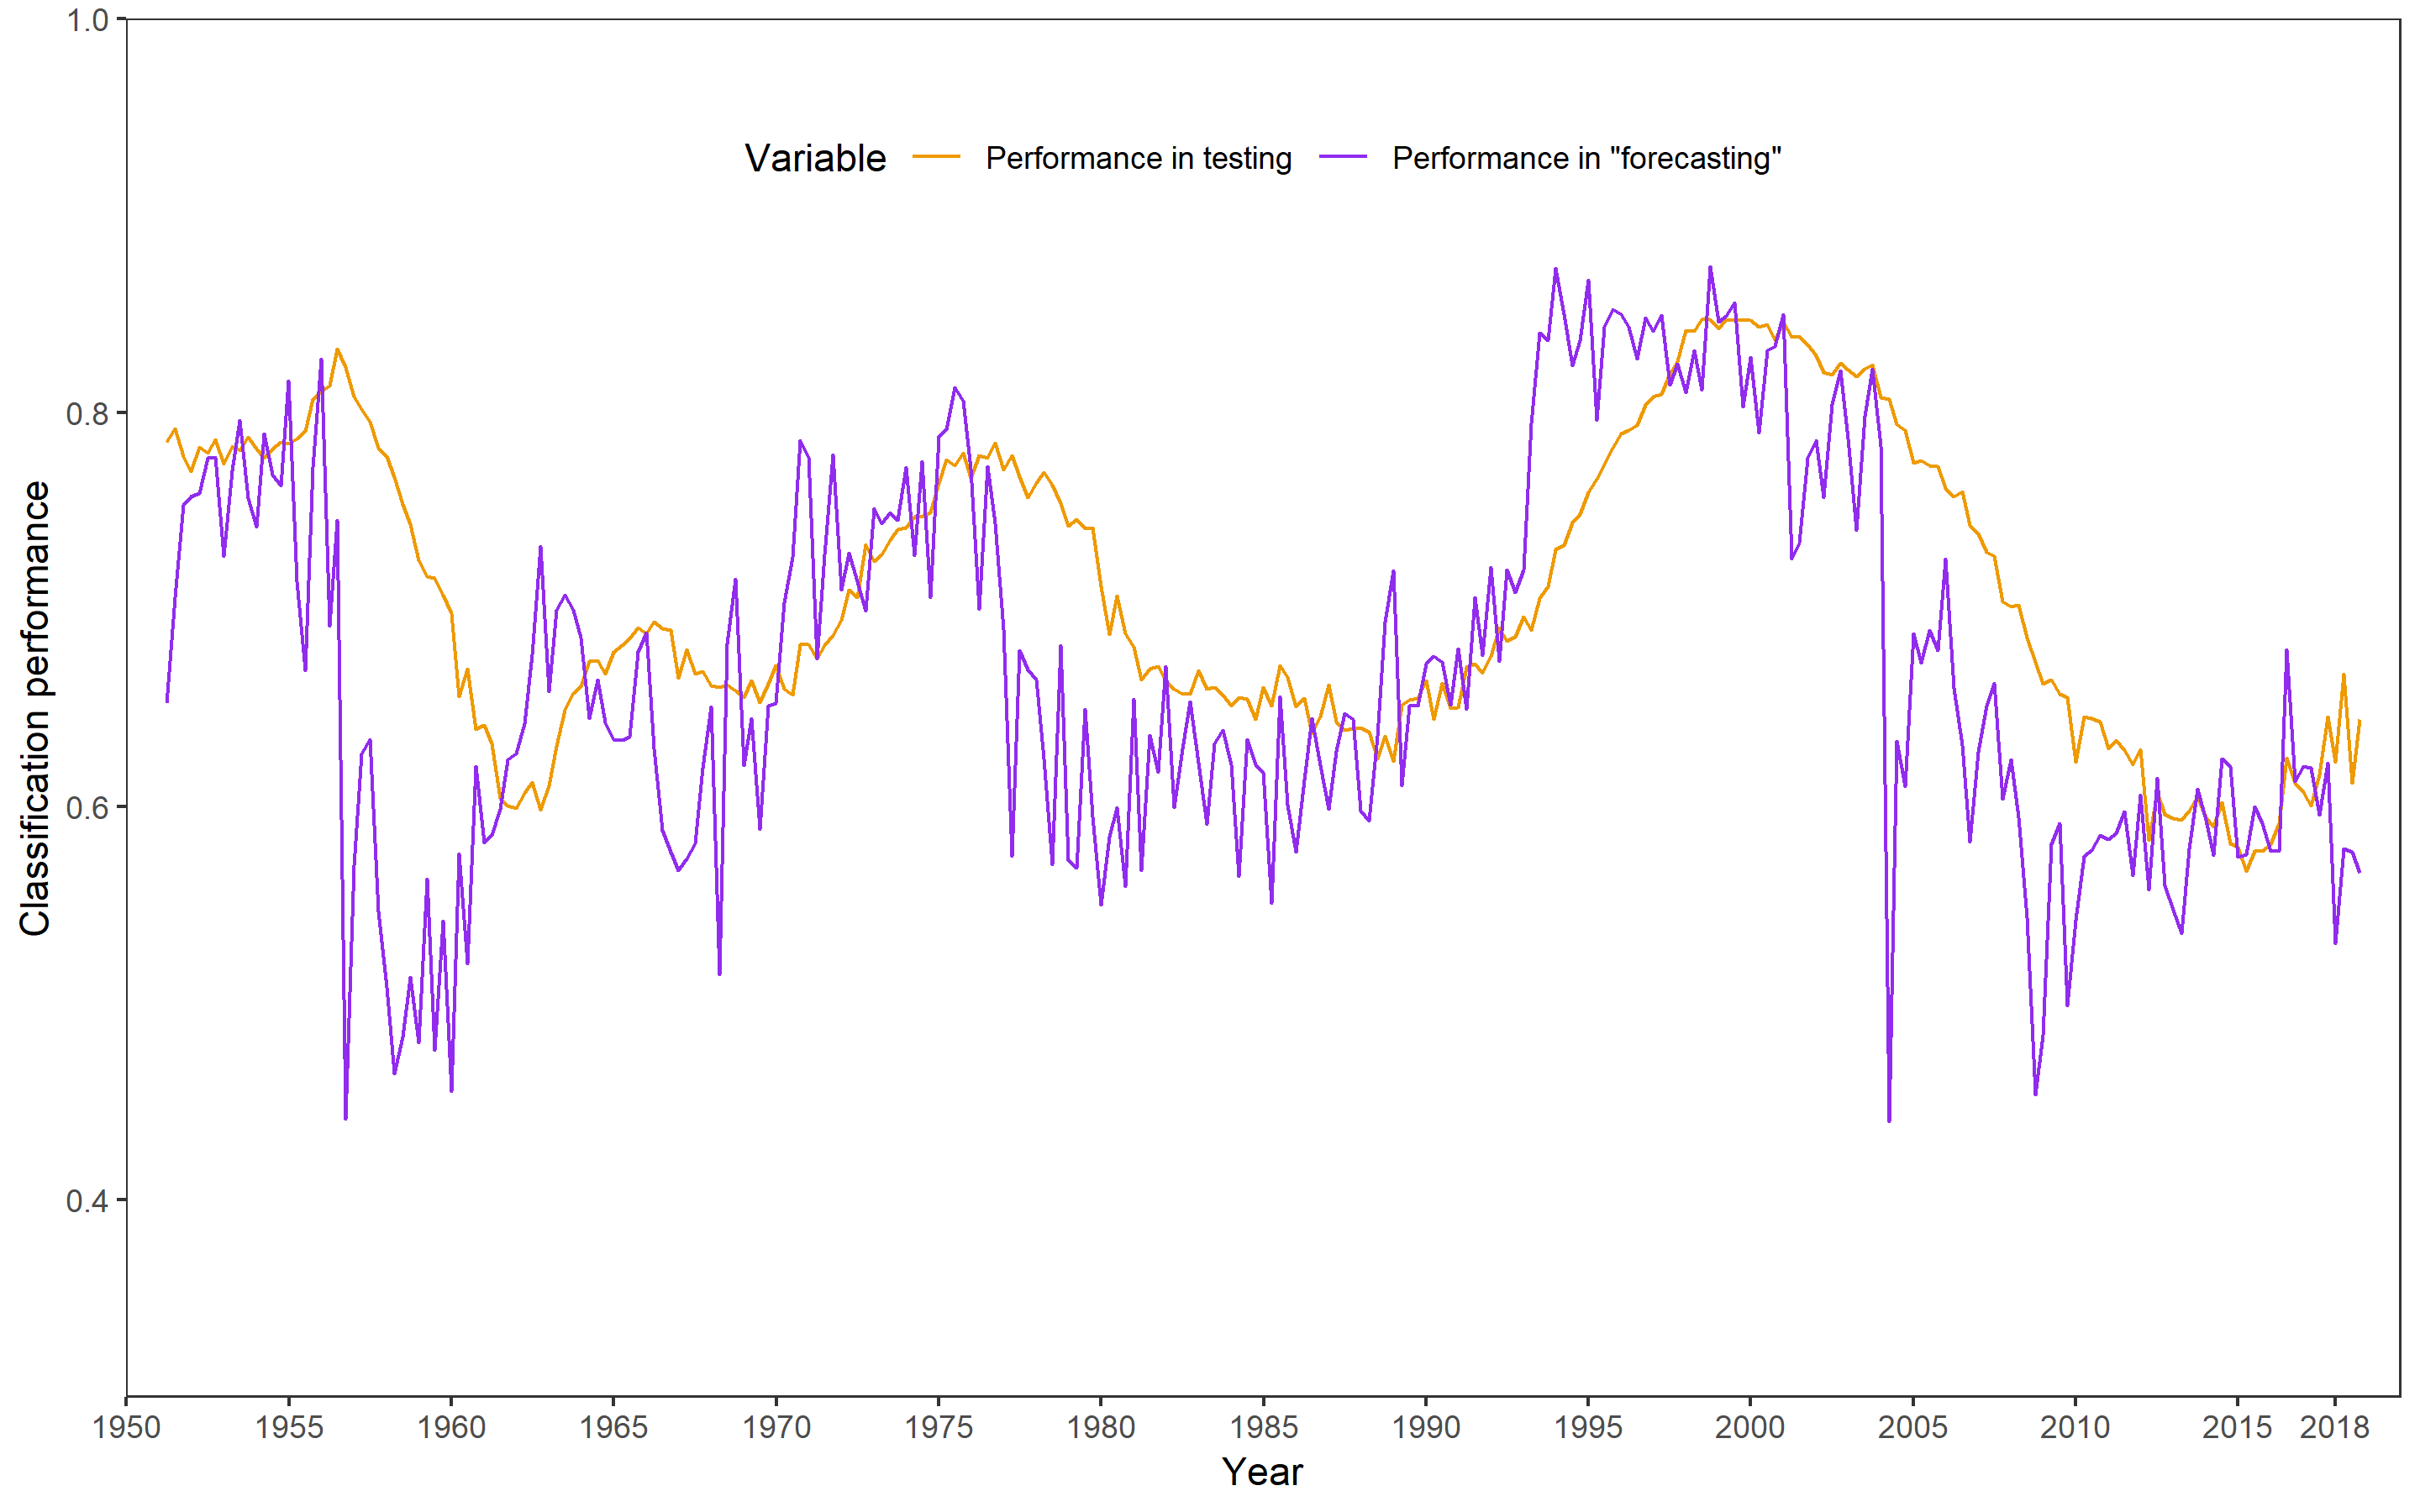 1.0
Variable Performance in testing Performance in "forecasting"
0.8
Classification performance
0.6
0.4
1950 1955 1960 1965 1970 1975 1980 1985 1990 1995 2000 2005 2010 2015 2018
Year